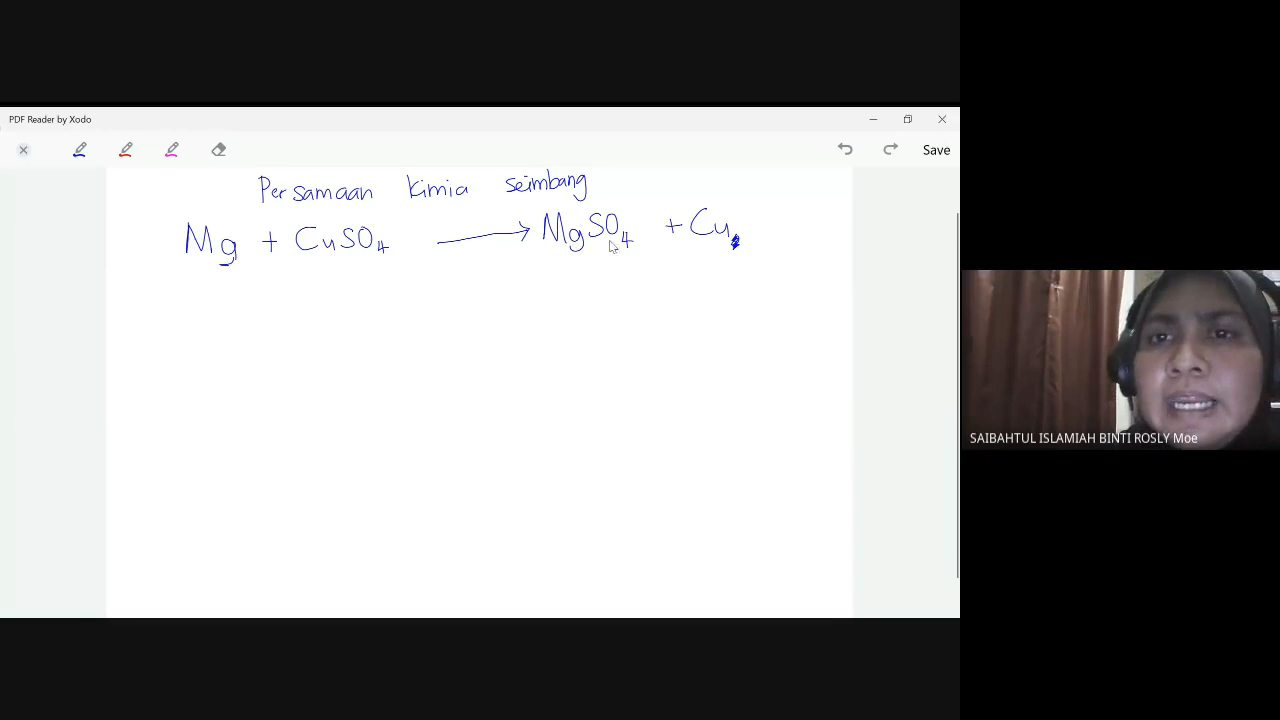 PDF Reader by Xodo
Save
Persamaan kimia seimbang
Mg + CuSO₄ → MgSO₄ + Cu
SAIBAHTUL ISLAMIAH BINTI ROSLY Moe